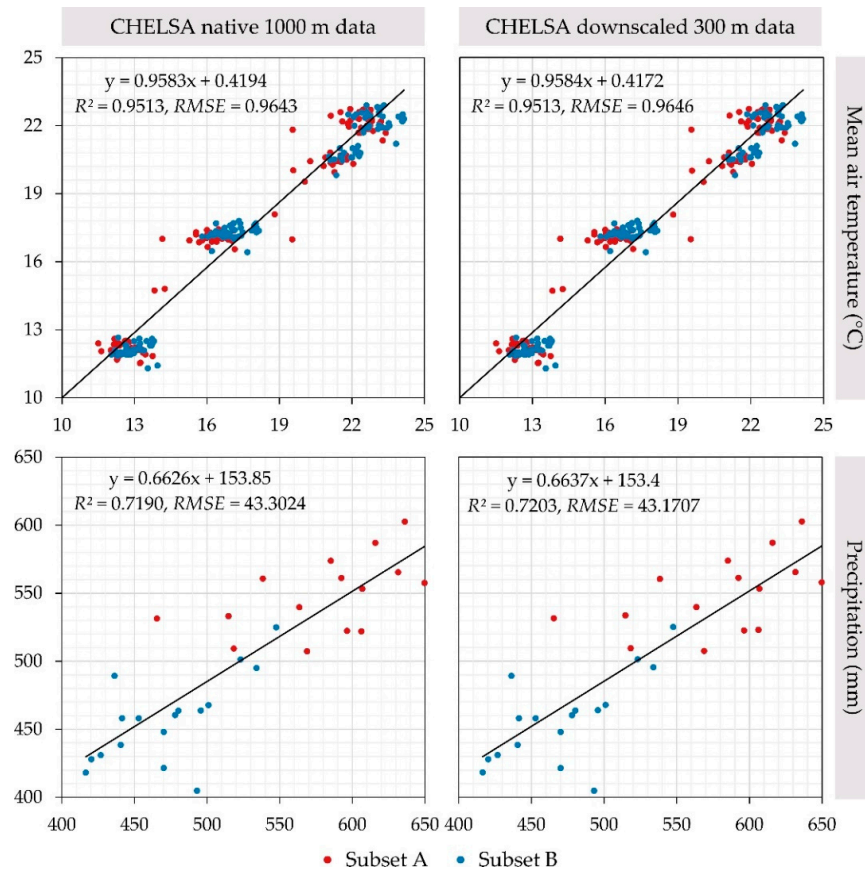 CHELSA native 1000 m data
CHELSA downscaled 300 m data
25
22
19
16
13
10
y = 0.9583x + 0.4194
R² = 0.9513, RMSE = 0.9643
10
13
16
19
22
25
y = 0.9584x + 0.4172
R² = 0.9513, RMSE = 0.9646
10
13
16
19
22
25
Mean air temperature (°C)
650
600
550
500
450
400
y = 0.6626x + 153.85
R² = 0.7190, RMSE = 43.3024
400
450
500
550
600
650
y = 0.6637x + 153.4
R² = 0.7203, RMSE = 43.1707
400
450
500
550
600
650
Precipitation (mm)
Subset A
Subset B